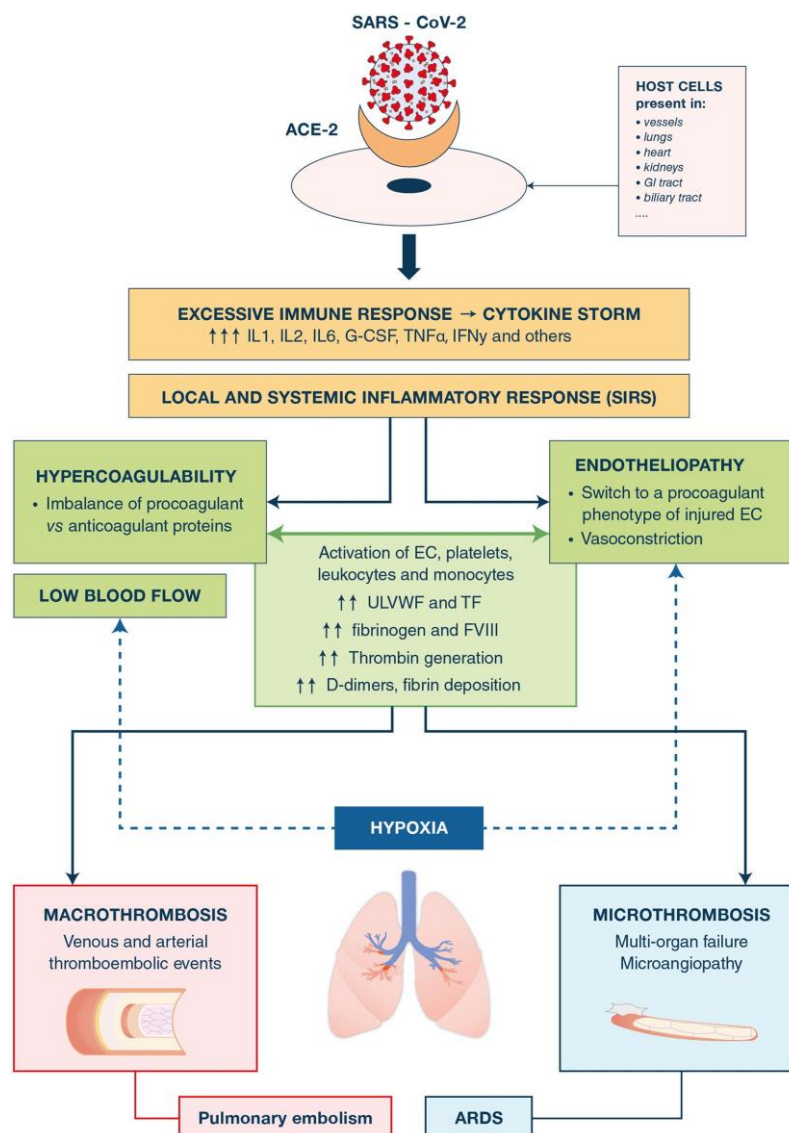 SARS - CoV-2
ACE-2
HOST CELLS
present in:
• vessels
• lungs
• heart
• kidneys
• GI tract
• biliary tract
....
EXCESSIVE IMMUNE RESPONSE → CYTOKINE STORM
↑↑↑ IL1, IL2, IL6, G-CSF, TNFα, IFNy and others
LOCAL AND SYSTEMIC INFLAMMATORY RESPONSE (SIRS)
HYPERCOAGULABILITY
• Imbalance of procoagulant
vs anticoagulant proteins
ENDOTHELIOPATHY
• Switch to a procoagulant
phenotype of injured EC
• Vasoconstriction
LOW BLOOD FLOW
Activation of EC, platelets,
leukocytes and monocytes
↑↑ ULVWF and TF
↑↑ fibrinogen and FVIII
↑↑ Thrombin generation
↑↑ D-dimers, fibrin deposition
HYPOXIA
MACROTHROMBOSIS
Venous and arterial
thromboembolic events
MICROTHROMBOSIS
Multi-organ failure
Microangiopathy
Pulmonary embolism
ARDS